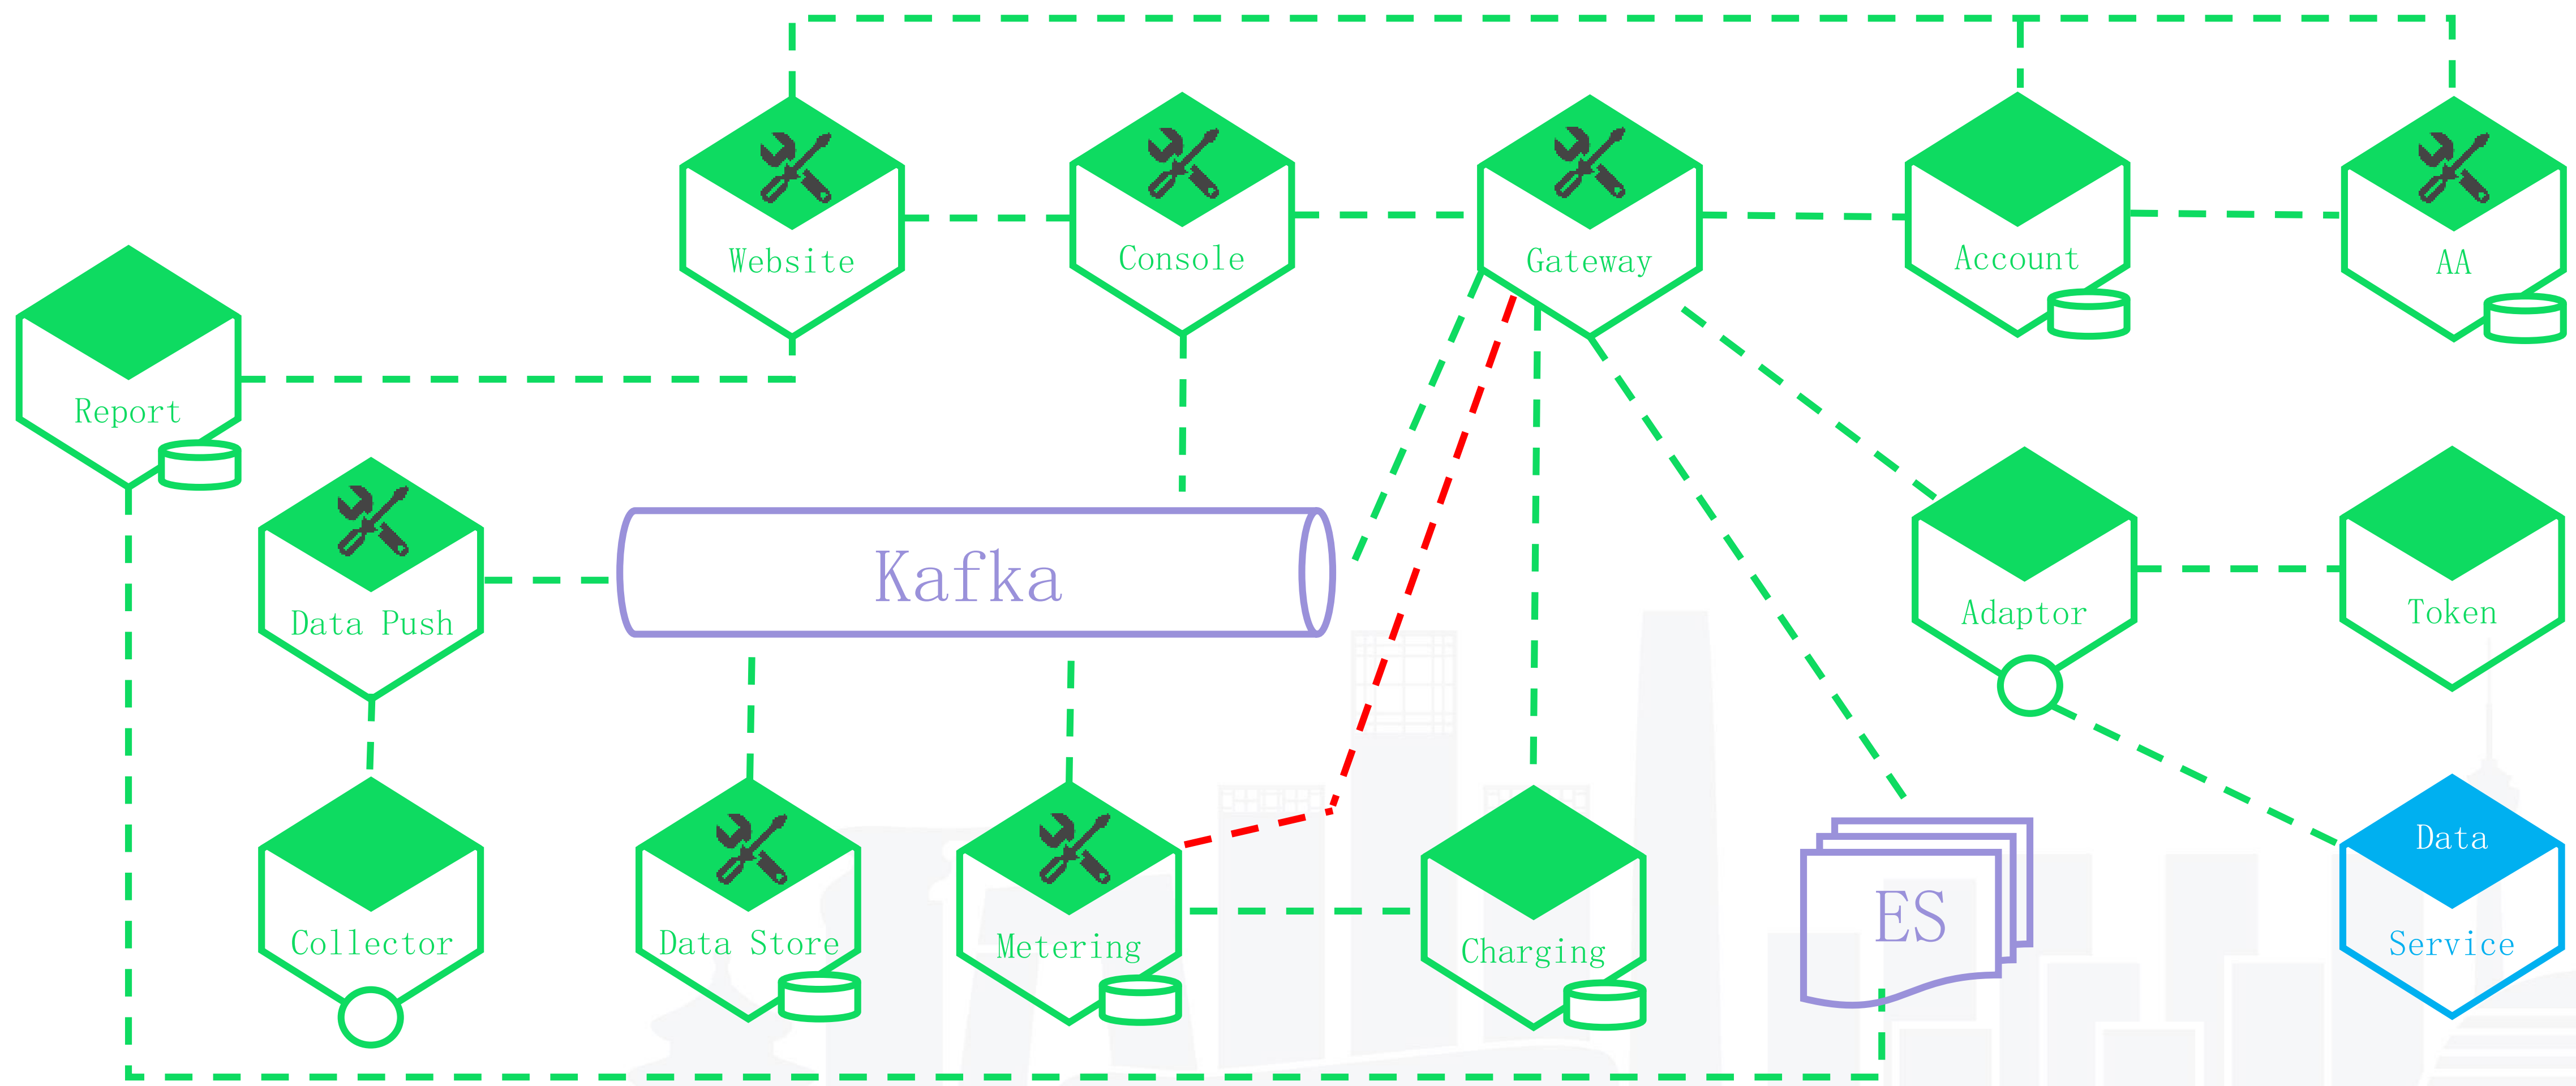 Website
Console
Gateway
Account
AA
Report
Data Push
Kafka
Adaptor
Token
Collector
Data Store
Metering
Charging
ES
Data
Service